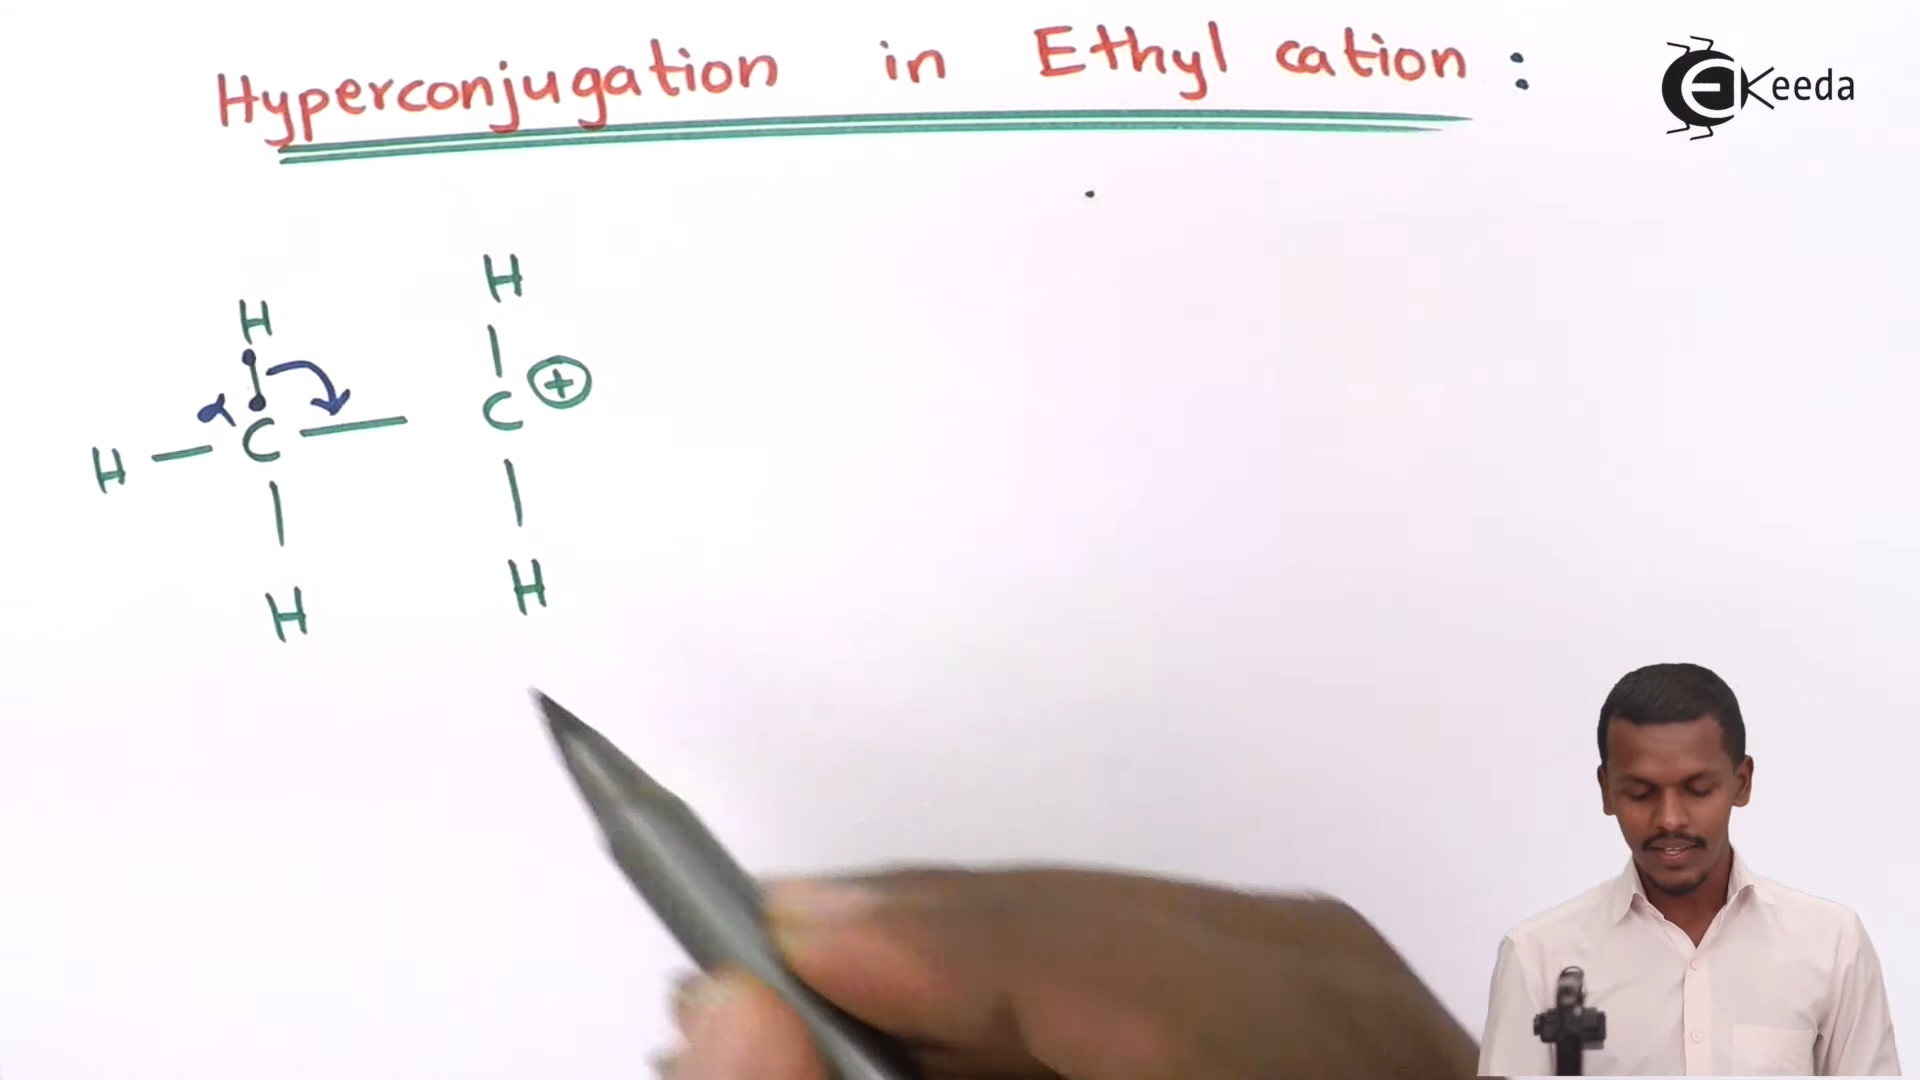 Hyperconjugation in Ethyl cation :
EKeeda
H
H
α C — C ⊕
H —
H
H